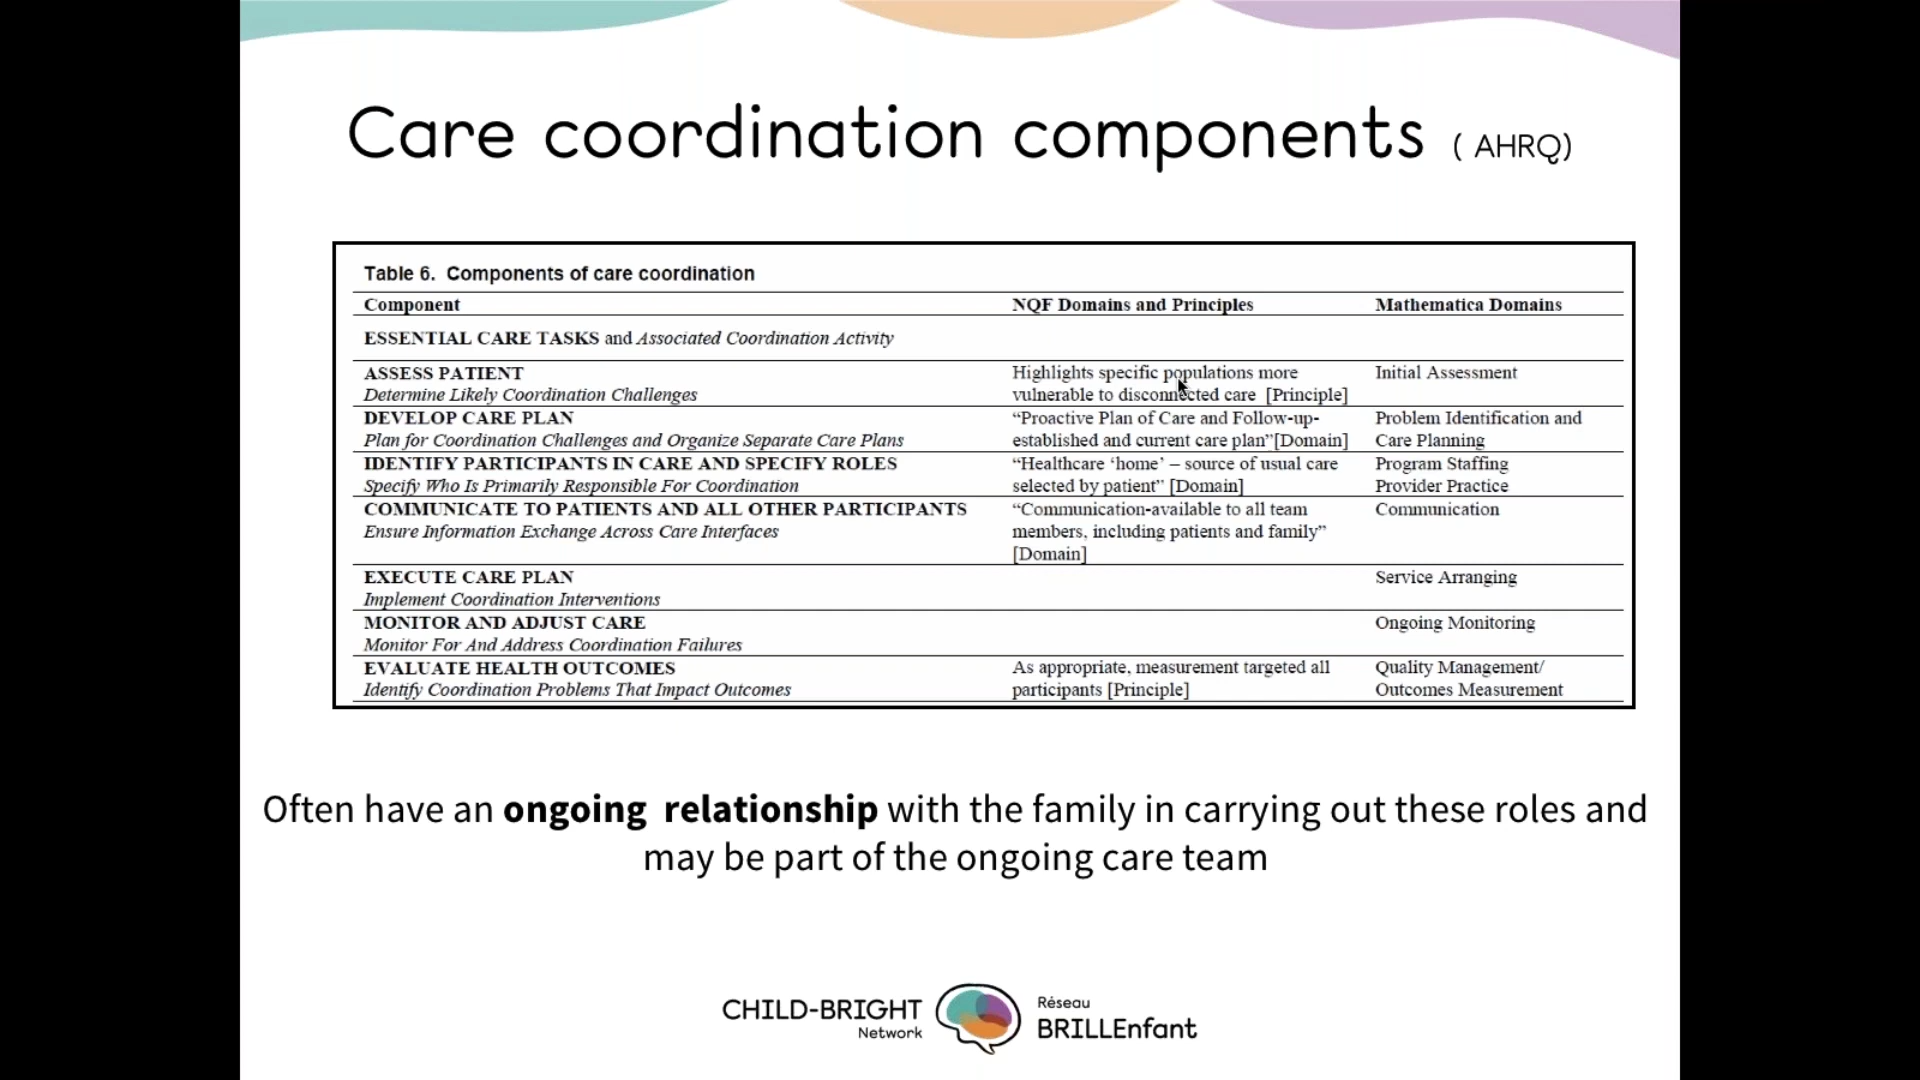 Care coordination components ( AHRQ)
Table 6. Components of care coordination
Component NQF Domains and Principles Mathematica Domains
ESSENTIAL CARE TASKS and Associated Coordination Activity
ASSESS PATIENT Highlights specific populations more Initial Assessment
Determine Likely Coordination Challenges vulnerable to disconnected care [Principle]
DEVELOP CARE PLAN “Proactive Plan of Care and Follow-up- Problem Identification and
Plan for Coordination Challenges and Organize Separate Care Plans established and current care plan”[Domain] Care Planning
IDENTIFY PARTICIPANTS IN CARE AND SPECIFY ROLES “Healthcare ‘home’ – source of usual care Program Staffing
Specify Who Is Primarily Responsible For Coordination selected by patient” [Domain] Provider Practice
COMMUNICATE TO PATIENTS AND ALL OTHER PARTICIPANTS “Communication-available to all team Communication
Ensure Information Exchange Across Care Interfaces members, including patients and family”
[Domain]
EXECUTE CARE PLAN Service Arranging
Implement Coordination Interventions
MONITOR AND ADJUST CARE Ongoing Monitoring
Monitor For And Address Coordination Failures
EVALUATE HEALTH OUTCOMES As appropriate, measurement targeted all Quality Management/
Identify Coordination Problems That Impact Outcomes participants [Principle] Outcomes Measurement
Often have an ongoing relationship with the family in carrying out these roles and
may be part of the ongoing care team
CHILD-BRIGHT
Network
Réseau
BRILLEnfant